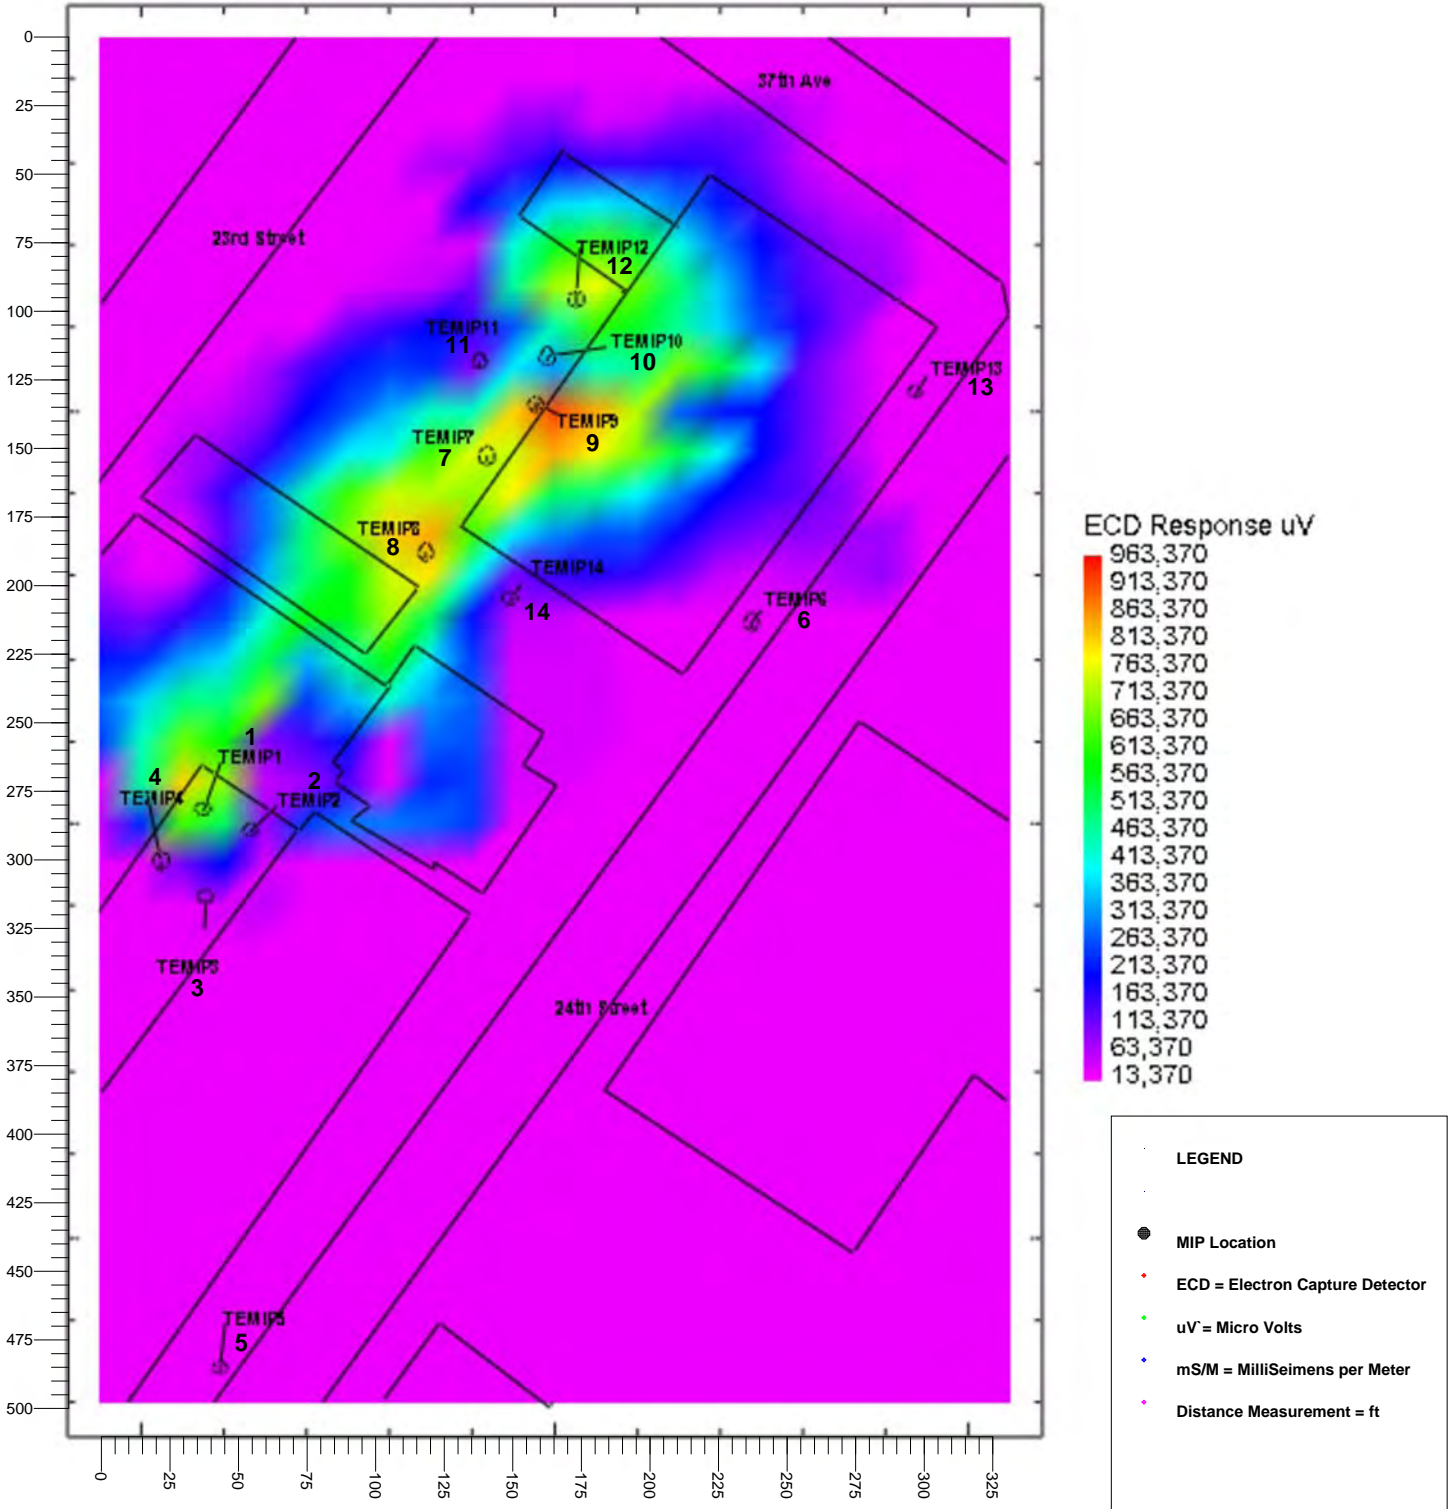 0
25
50
75
100
125
150
175
200
225
250
275
300
325
350
375
400
425
450
475
500
37th Ave
23rd Street
TEMIP12
12
TEMIP11
11
TEMIP10
10
TEMIP13
13
TEMIP9
9
TEMIP7
7
TEMIP8
8
TEMIP14
14
TEMIP6
6
1
TEMIP1
4
TEMIP4
2
TEMIP2
TEMIP3
3
24th Street
TEMIP5
5
0
25
50
75
100
125
150
175
200
225
250
275
300
325
ECD Response uV
963,370
913,370
863,370
813,370
763,370
713,370
663,370
613,370
563,370
513,370
463,370
413,370
363,370
313,370
263,370
213,370
163,370
113,370
63,370
13,370
LEGEND
MIP Location
ECD = Electron Capture Detector
uV`= Micro Volts
mS/M = MilliSeimens per Meter
Distance Measurement = ft